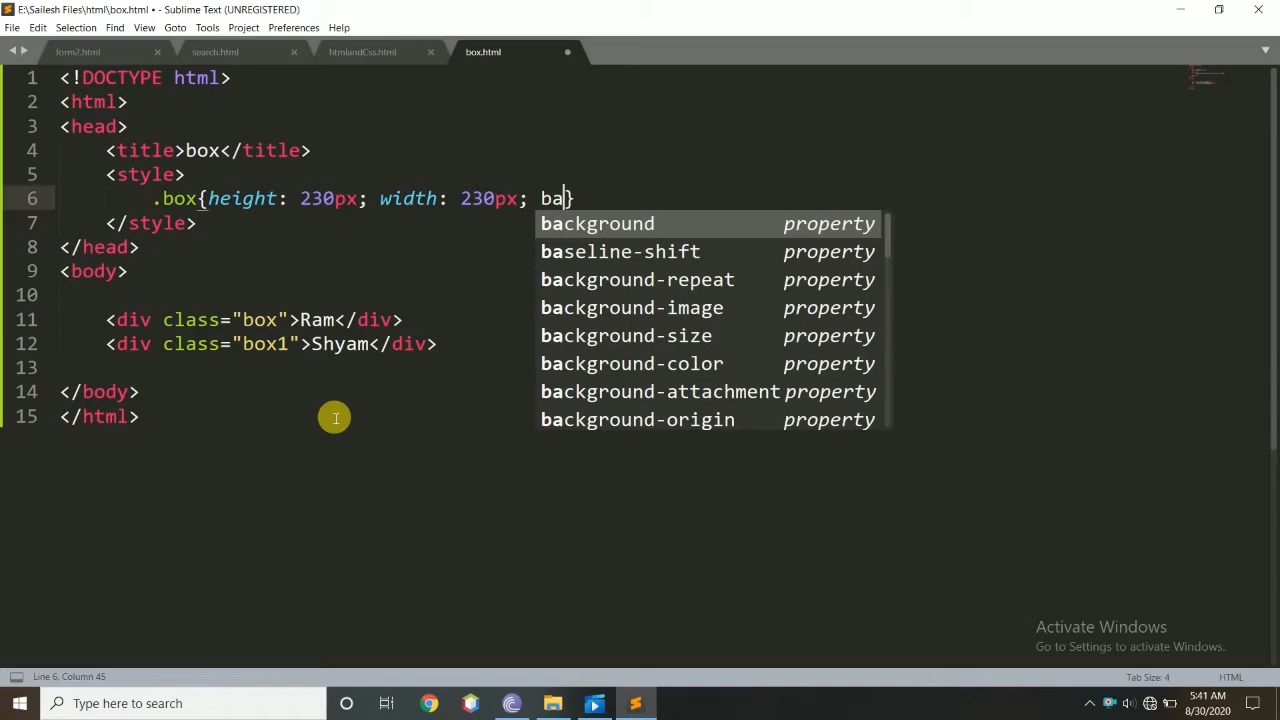 E:\Sailesh Files\html\box.html • - Sublime Text (UNREGISTERED)
File Edit Selection Find View Goto Tools Project Preferences Help
form2.html search.html htmlandCss.html box.html
1 <!DOCTYPE html>
2 <html>
3 <head>
4 <title>box</title>
5 <style>
6 .box{height: 230px; width: 230px; ba}
7 </style>
8 </head>
9 <body>
10
11 <div class="box">Ram</div>
12 <div class="box1">Shyam</div>
13
14 </body>
15 </html>
background property
baseline-shift property
background-repeat property
background-image property
background-size property
background-color property
background-attachment property
background-origin property
Activate Windows
Go to Settings to activate Windows.
Line 6, Column 45 Tab Size: 4 HTML
Type here to search
5:41 AM
8/30/2020